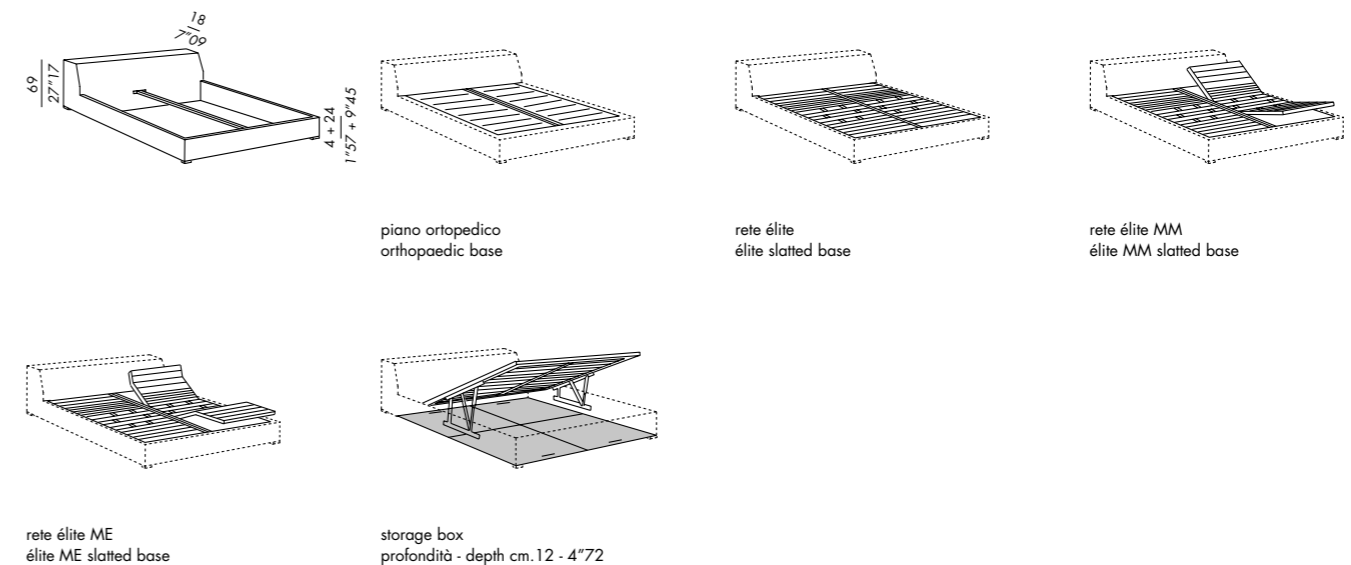 18
7"09
69
27"17
4 + 24
1"57 + 9"45
piano ortopedico
orthopaedic base
rete élite
élite slatted base
rete élite MM
élite MM slatted base
rete élite ME
élite ME slatted base
storage box
profondità - depth cm.12 - 4"72